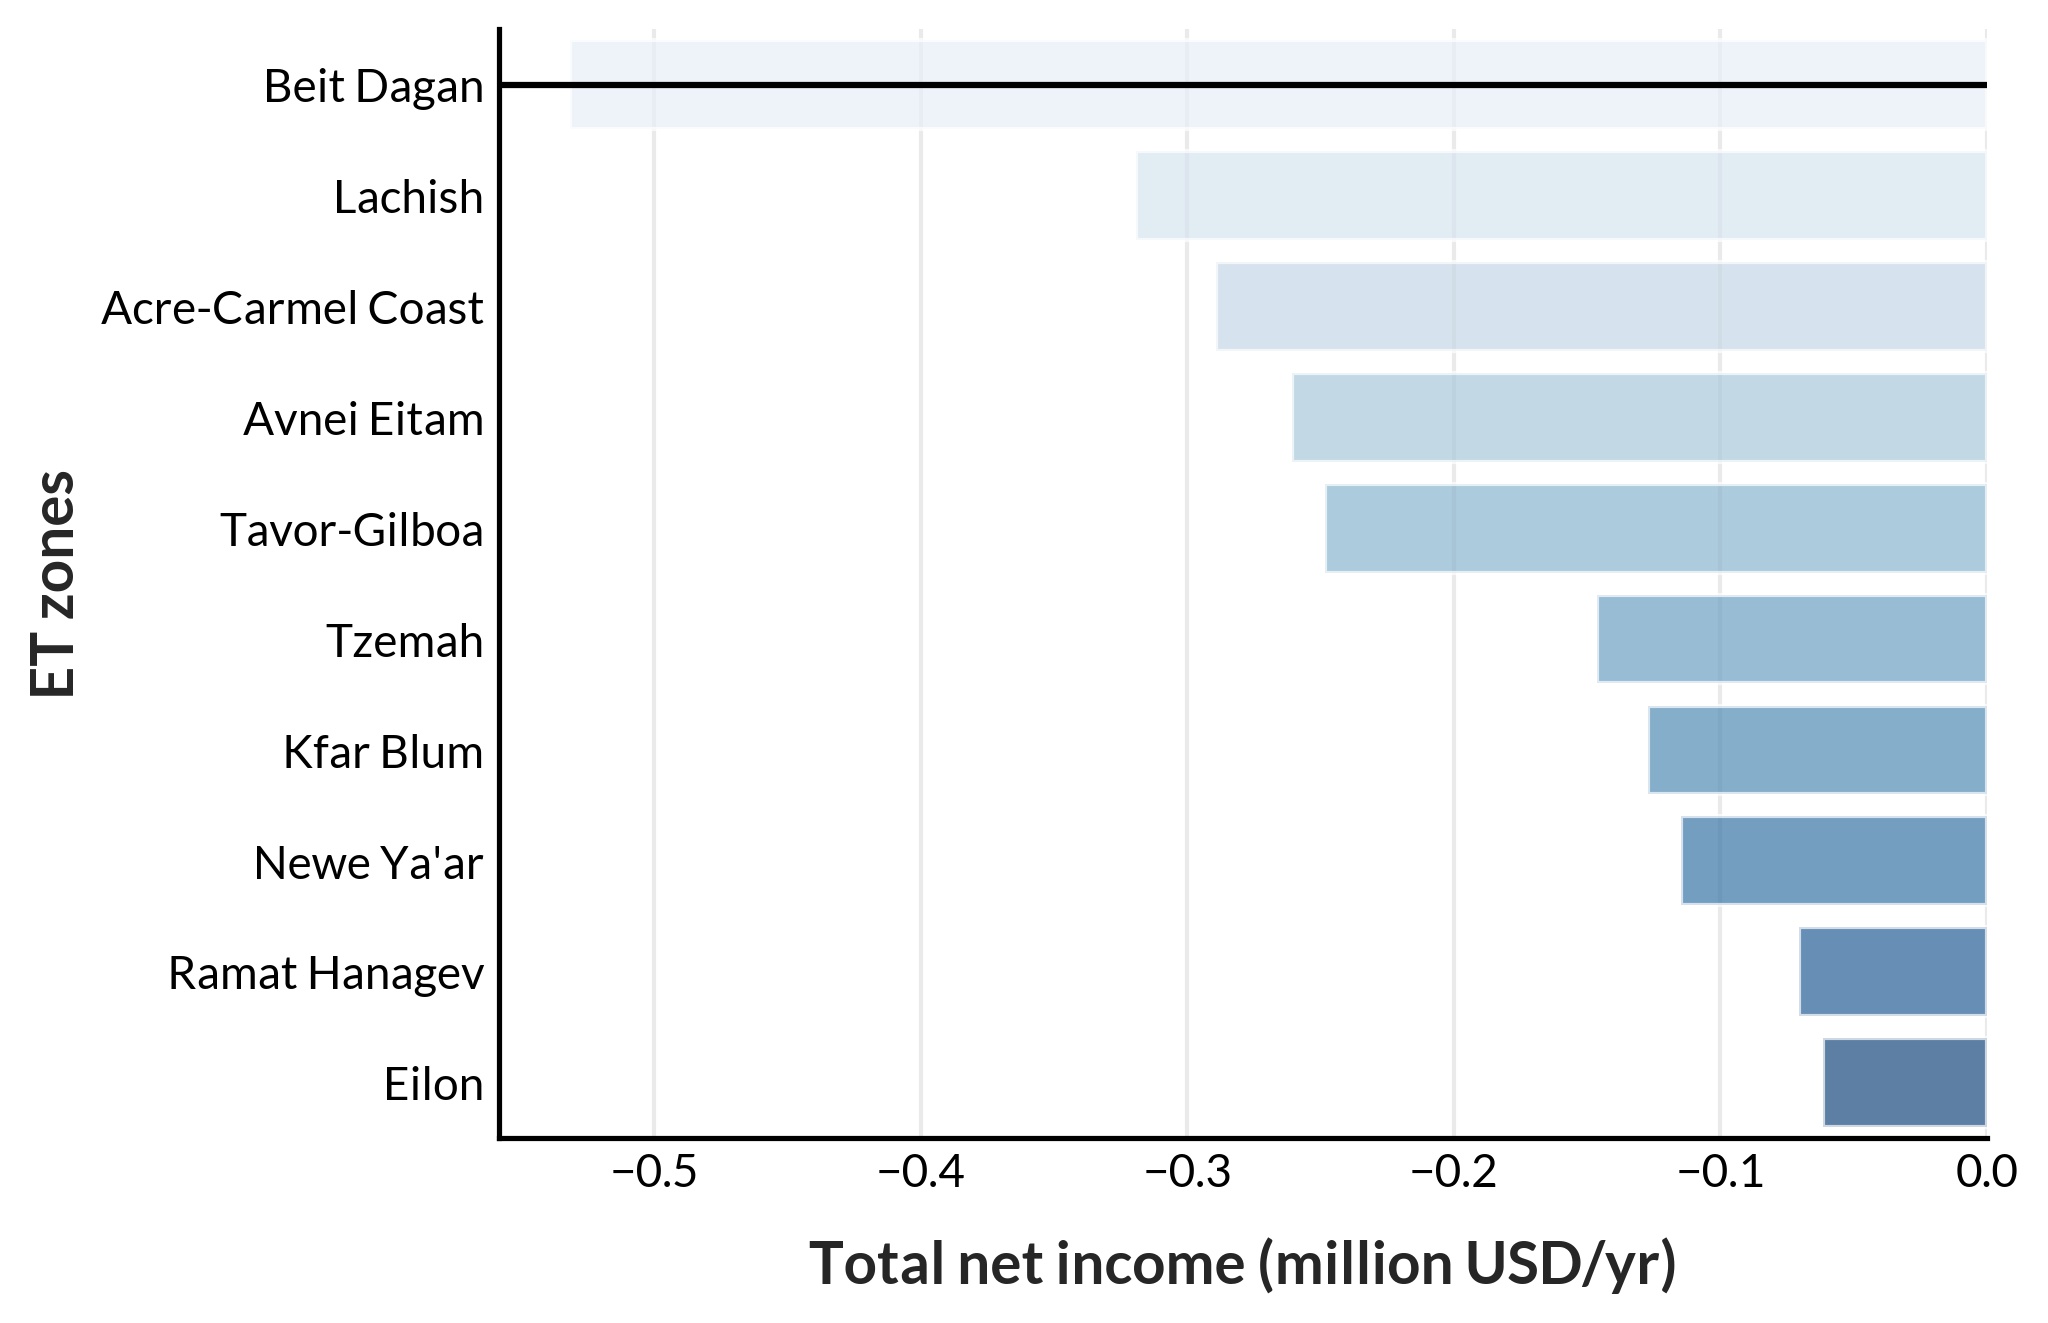 Beit Dagan
Lachish
Acre-Carmel Coast
Avnei Eitam
Tavor-Gilboa
Tzemah
Kfar Blum
Newe Ya'ar
Ramat Hanagev
Eilon
ET zones
−0.5 −0.4 −0.3 −0.2 −0.1 0.0
Total net income (million USD/yr)